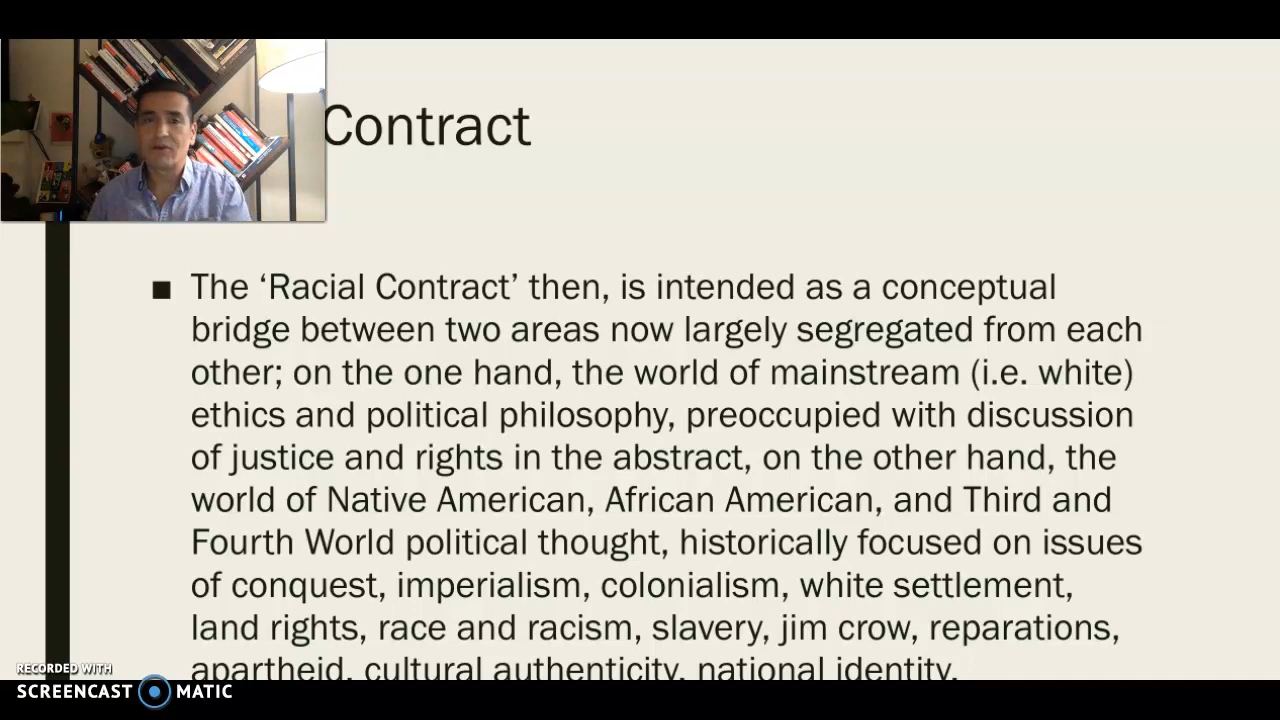 Contract
■ The ‘Racial Contract’ then, is intended as a conceptual
bridge between two areas now largely segregated from each
other; on the one hand, the world of mainstream (i.e. white)
ethics and political philosophy, preoccupied with discussion
of justice and rights in the abstract, on the other hand, the
world of Native American, African American, and Third and
Fourth World political thought, historically focused on issues
of conquest, imperialism, colonialism, white settlement,
land rights, race and racism, slavery, jim crow, reparations,
apartheid, cultural authenticity, national identity,
RECORDED WITH
SCREENCAST MATIC